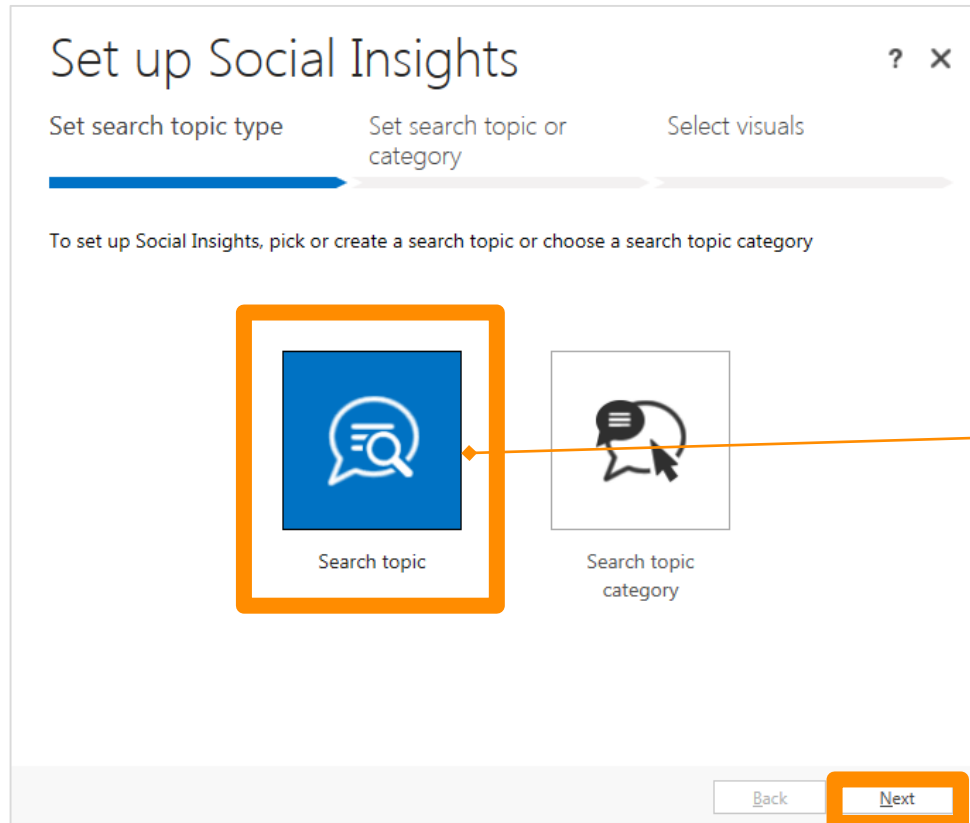 Set up Social Insights
?
Set search topic type
Set search topic or
category
Select visuals
To set up Social Insights, pick or create a search topic or choose a search topic category
Search topic
Search topic
category
Back
Next